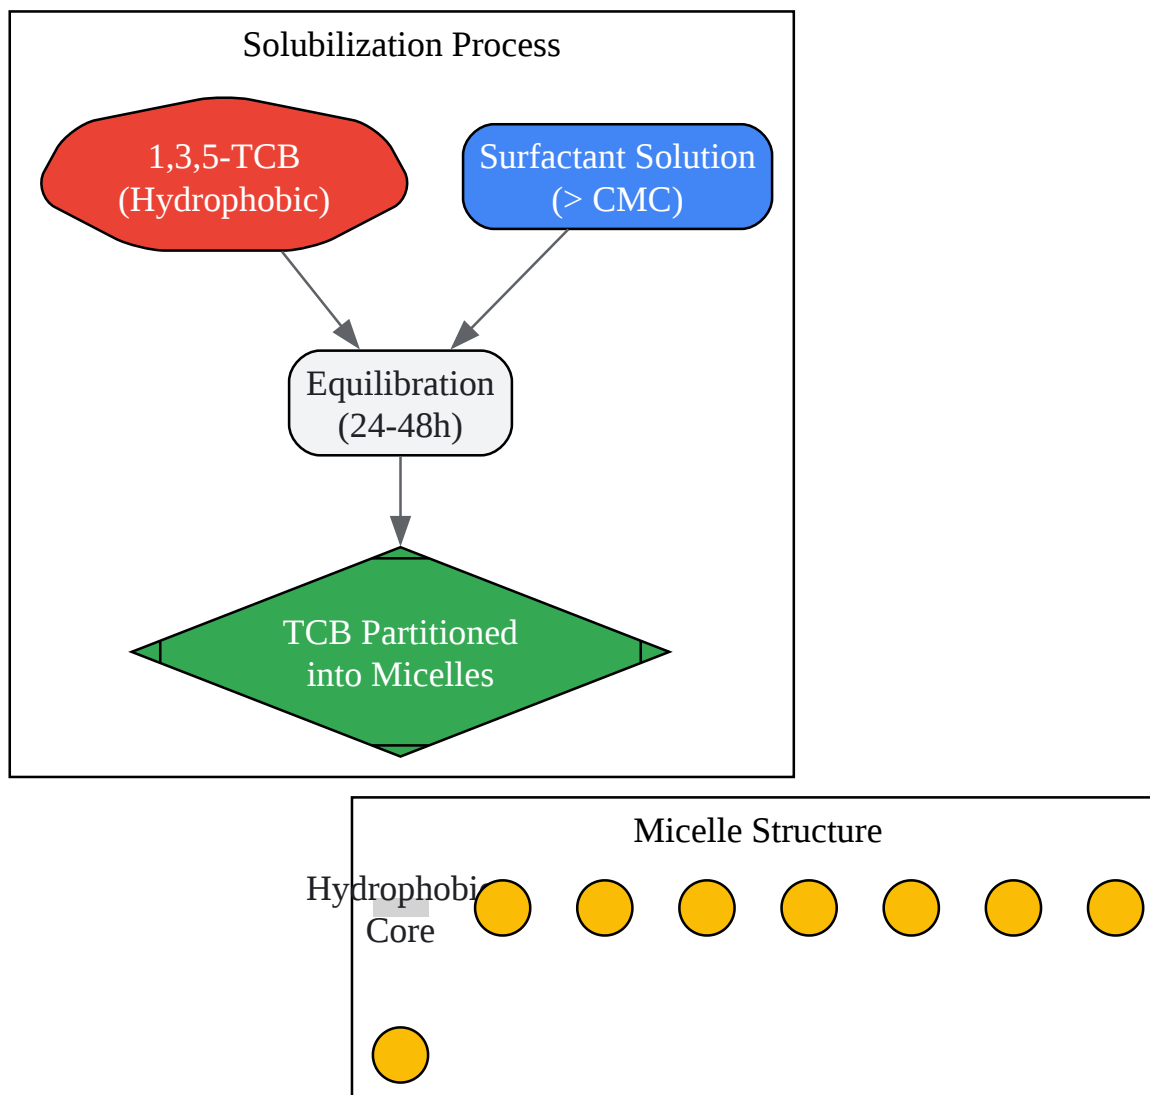 Solubilization Process
1,3,5-TCB
(Hydrophobic)
Surfactant Solution
(> CMC)
Equilibration
(24-48h)
TCB Partitioned
into Micelles
Micelle Structure
Hydrophobic
Core